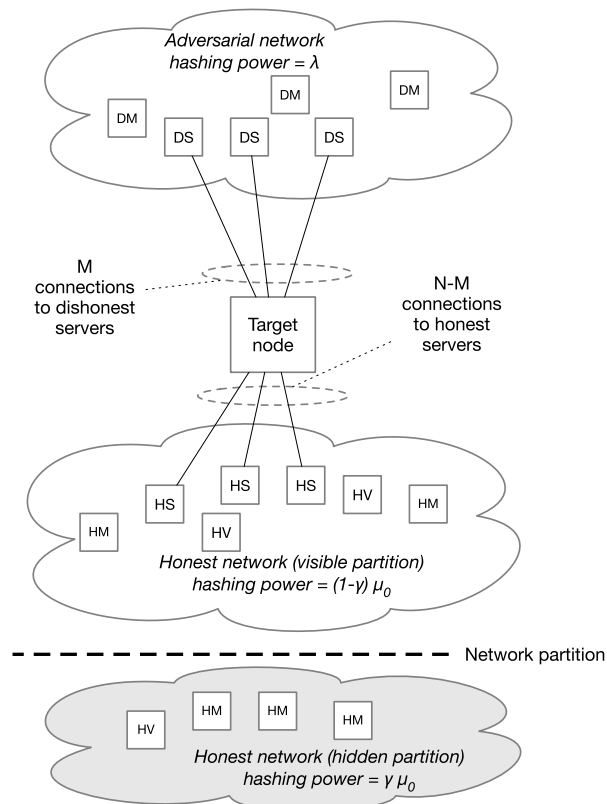 Adversarial network
hashing power = λ
DM
DM
DM
DS
DS
DS
M
connections
to dishonest
servers
N-M
connections
to honest
servers
Target
node
HS
HS
HS
HV
HM
HM
HV
Honest network (visible partition)
hashing power = (1-γ) μ₀
Network partition
HV
HM
HM
HM
Honest network (hidden partition)
hashing power = γ μ₀